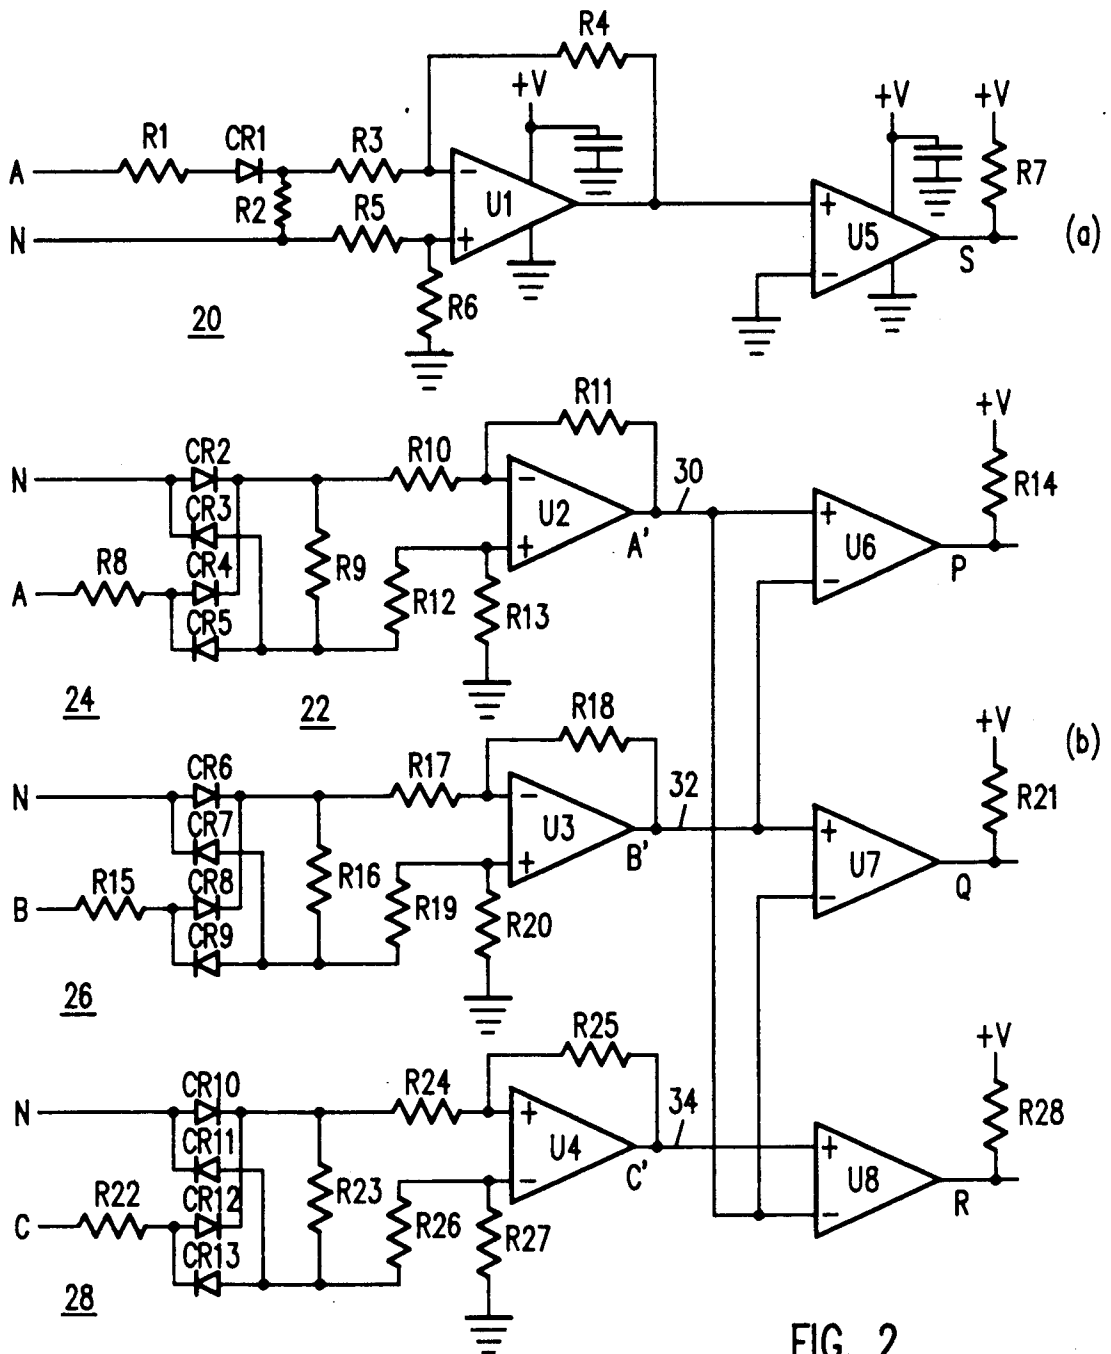 R4
+V
+V
+V
R1
CR1
R3
A
−
U1
R7
R2
R5
+
U5
(a)
N
+
−
S
R6
20
R11
+V
CR2
R10
N
−
30
R14
CR3
U2
+
U6
R8
CR4
R9
+
A'
P
A
R12
R13
−
CR5
24
22
R18
+V
(b)
CR6
R17
N
−
32
R21
CR7
U3
+
U7
R15
CR8
R16
+
B'
Q
B
R19
R20
−
CR9
26
R25
+V
CR10
R24
N
+
34
R28
CR11
U4
+
U8
R22
CR12
R23
−
C'
R
C
R26
R27
−
CR13
28
FIG. 2